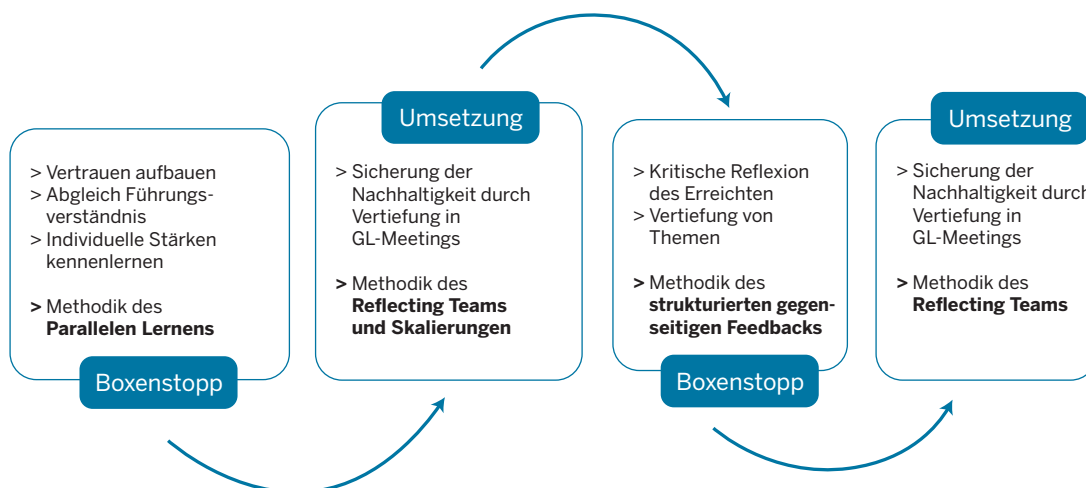 > Vertrauen aufbauen
> Abgleich Führungs-
verständnis
> Individuelle Stärken
kennenlernen
> Methodik des
Parallelen Lernens
Boxenstopp
Umsetzung
> Sicherung der
Nachhaltigkeit durch
Vertiefung in
GL-Meetings
> Methodik des
Reflecting Teams
und Skalierungen
> Kritische Reflexion
des Erreichten
> Vertiefung von
Themen
> Methodik des
strukturierten gegen-
seitigen Feedbacks
Boxenstopp
Umsetzung
> Sicherung der
Nachhaltigkeit durch
Vertiefung in
GL-Meetings
> Methodik des
Reflecting Teams